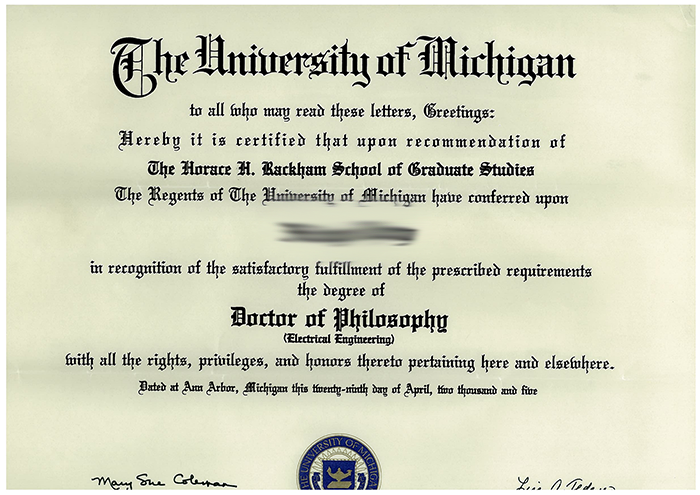 The University of Michigan
to all who may read these letters, Greetings:
Hereby it is certified that upon recommendation of
The Horace H. Rackham School of Graduate Studies
The Regents of The University of Michigan have conferred upon
in recognition of the satisfactory fulfillment of the prescribed requirements
the degree of
Doctor of Philosophy
(Electrical Engineering)
with all the rights, privileges, and honors thereto pertaining here and elsewhere.
Dated at Ann Arbor, Michigan this twenty-ninth day of April, two thousand and five
THE UNIVERSITY OF MICHIGAN
Mary Sue Coleman